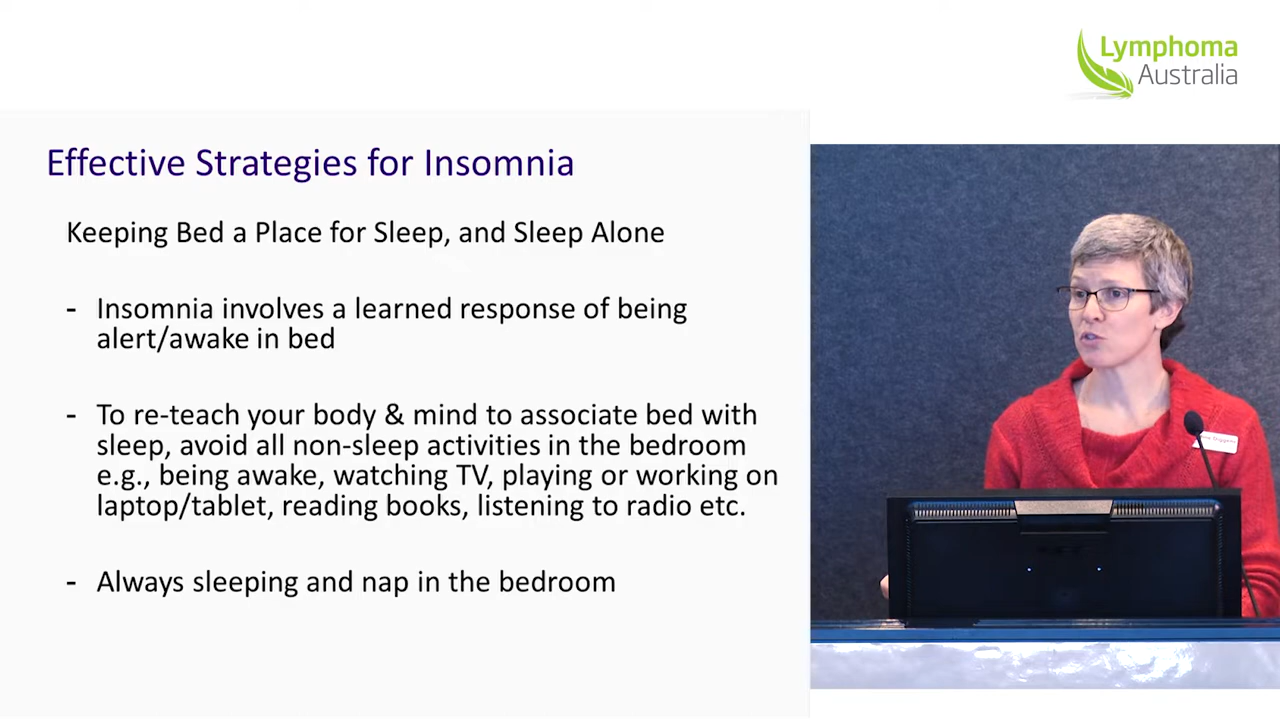 Lymphoma
Australia
Effective Strategies for Insomnia
Keeping Bed a Place for Sleep, and Sleep Alone
- Insomnia involves a learned response of being
alert/awake in bed
- To re-teach your body & mind to associate bed with
sleep, avoid all non-sleep activities in the bedroom
e.g., being awake, watching TV, playing or working on
laptop/tablet, reading books, listening to radio etc.
- Always sleeping and nap in the bedroom